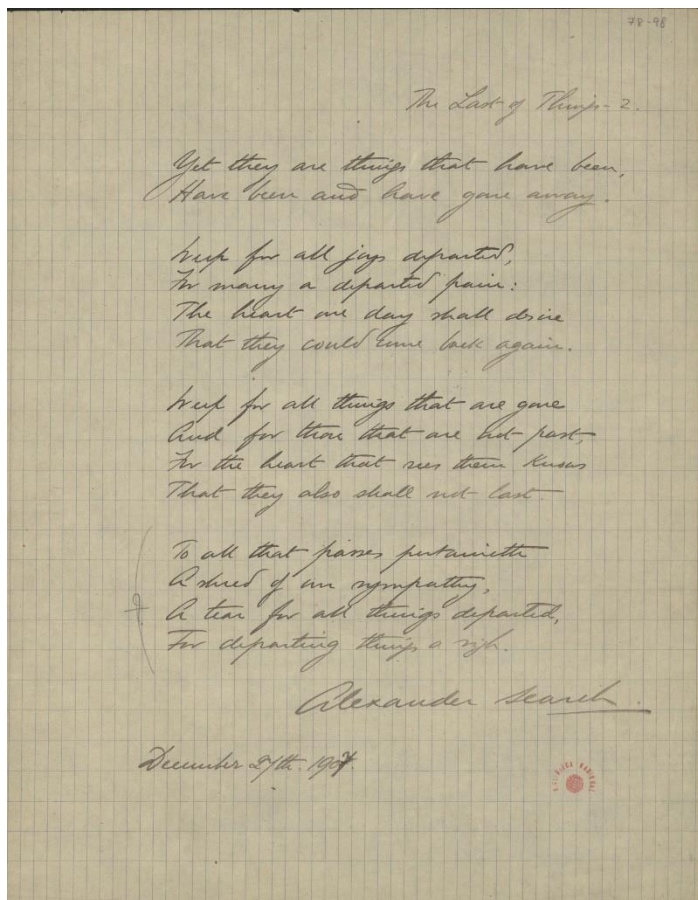 78-98
The Last of Things - 2.
Yet they are things that have been,
Have been and have gone away.
Weep for all joys departed,
For many a departed pain:
The heart one day shall desire
That they could come back again.
Weep for all things that are gone
And for those that are not past,
For the heart that sees them knows
That they also shall not last.
To all that passes pertaineth
A shred of our sympathy,
A tear for all things departed,
For departing things a sigh.
Alexander Search.
December 27th. 1907.
BIBLIOTECA NACIONAL